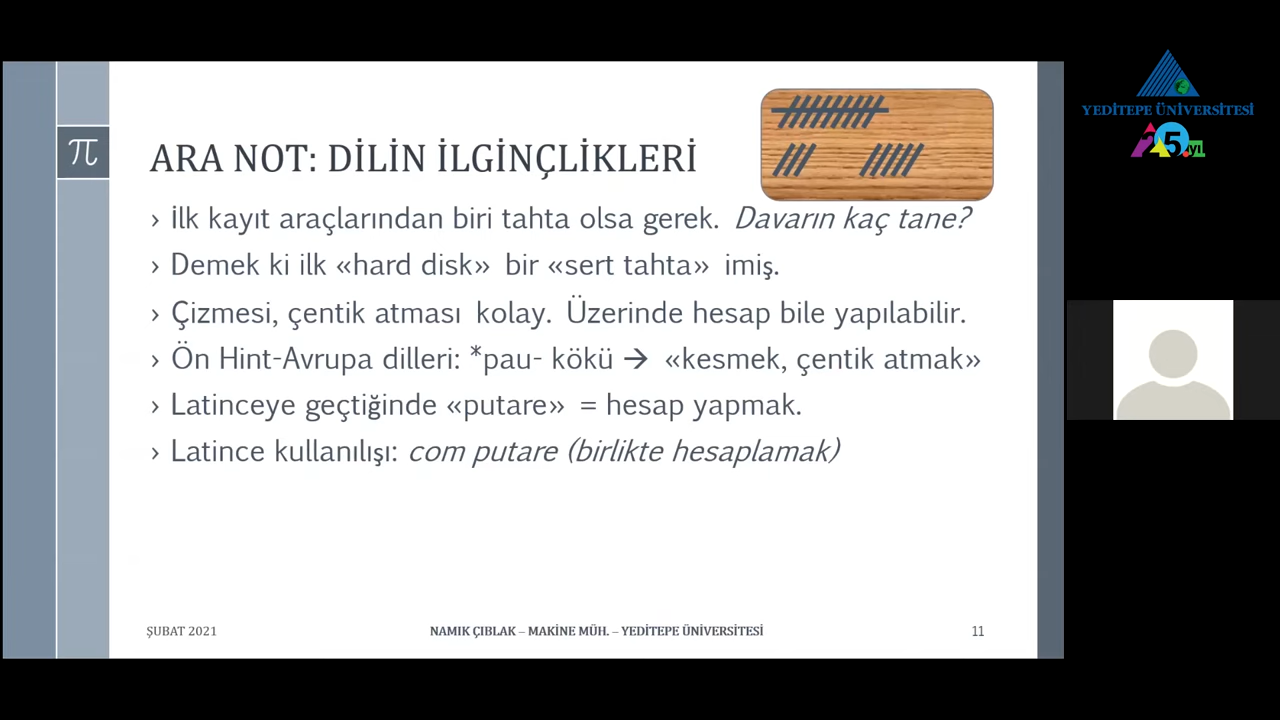 π
ARA NOT: DİLİN İLGİNÇLİKLERİ
› İlk kayıt araçlarından biri tahta olsa gerek. Davarın kaç tane?
› Demek ki ilk «hard disk» bir «sert tahta» imiş.
› Çizmesi, çentik atması kolay. Üzerinde hesap bile yapılabilir.
› Ön Hint-Avrupa dilleri: *pau- kökü → «kesmek, çentik atmak»
› Latinceye geçtiğinde «putare» = hesap yapmak.
› Latince kullanılışı: com putare (birlikte hesaplamak)
ŞUBAT 2021
NAMIK ÇIBLAK – MAKİNE MÜH. – YEDİTEPE ÜNİVERSİTESİ
11
YEDİTEPE ÜNİVERSİTESİ
25.yıl